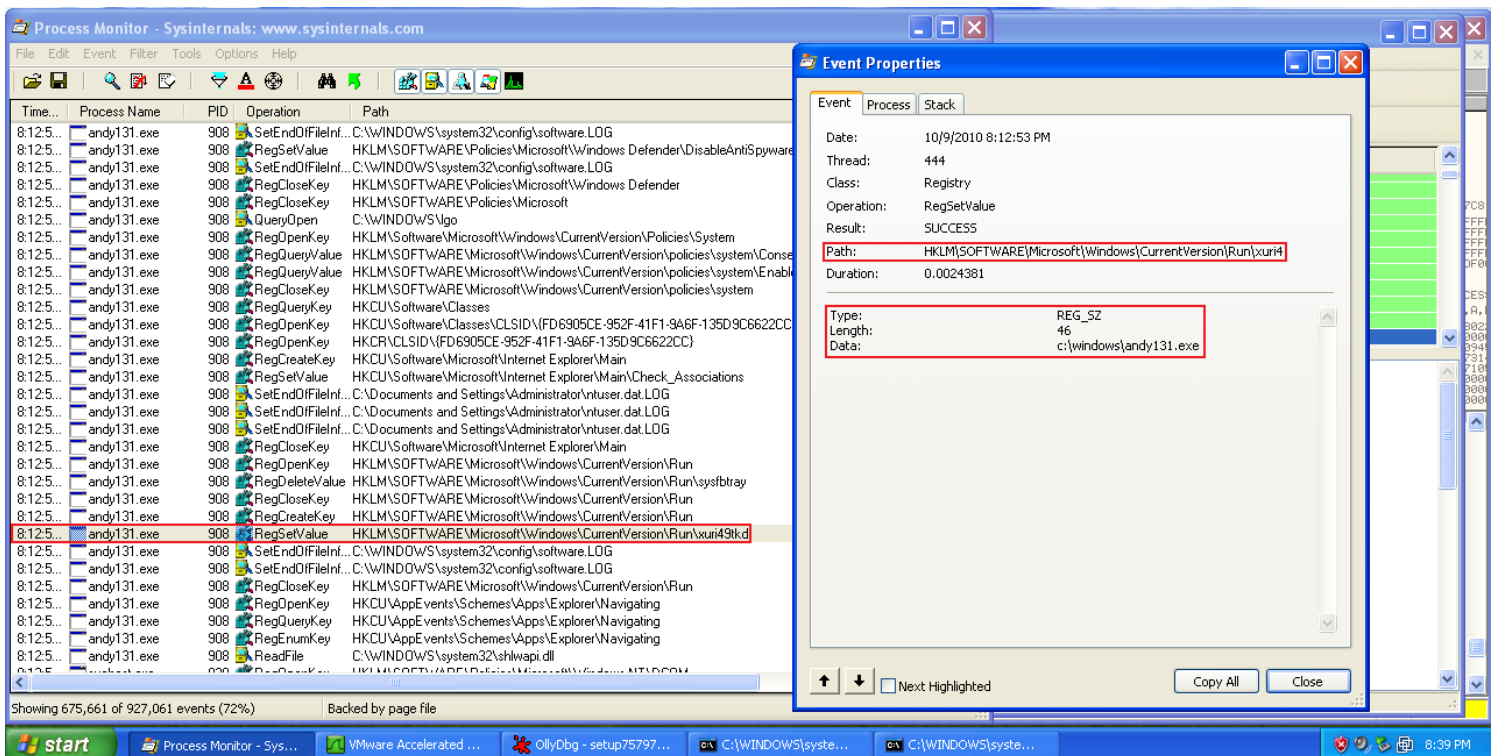 Process Monitor - Sysinternals: www.sysinternals.com
File Edit Event Filter Tools Options Help
Time... Process Name PID Operation Path
8:12:5... andy131.exe 908 SetEndOfFileInf... C:\WINDOWS\system32\config\software.LOG
8:12:5... andy131.exe 908 RegSetValue HKLM\SOFTWARE\Policies\Microsoft\Windows Defender\DisableAntiSpyware
8:12:5... andy131.exe 908 SetEndOfFileInf... C:\WINDOWS\system32\config\software.LOG
8:12:5... andy131.exe 908 RegCloseKey HKLM\SOFTWARE\Policies\Microsoft\Windows Defender
8:12:5... andy131.exe 908 RegCloseKey HKLM\SOFTWARE\Policies\Microsoft
8:12:5... andy131.exe 908 QueryOpen C:\WINDOWS\lgo
8:12:5... andy131.exe 908 RegOpenKey HKLM\Software\Microsoft\Windows\CurrentVersion\Policies\System
8:12:5... andy131.exe 908 RegQueryValue HKLM\SOFTWARE\Microsoft\Windows\CurrentVersion\policies\system\Conse
8:12:5... andy131.exe 908 RegQueryValue HKLM\SOFTWARE\Microsoft\Windows\CurrentVersion\policies\system\Enabl
8:12:5... andy131.exe 908 RegCloseKey HKLM\SOFTWARE\Microsoft\Windows\CurrentVersion\policies\system
8:12:5... andy131.exe 908 RegQueryKey HKCU\Software\Classes
8:12:5... andy131.exe 908 RegOpenKey HKCU\Software\Classes\CLSID\{FD6905CE-952F-41F1-9A6F-135D9C6622CC
8:12:5... andy131.exe 908 RegOpenKey HKCR\CLSID\{FD6905CE-952F-41F1-9A6F-135D9C6622CC}
8:12:5... andy131.exe 908 RegCreateKey HKCU\Software\Microsoft\Internet Explorer\Main
8:12:5... andy131.exe 908 RegSetValue HKCU\Software\Microsoft\Internet Explorer\Main\Check_Associations
8:12:5... andy131.exe 908 SetEndOfFileInf... C:\Documents and Settings\Administrator\ntuser.dat.LOG
8:12:5... andy131.exe 908 SetEndOfFileInf... C:\Documents and Settings\Administrator\ntuser.dat.LOG
8:12:5... andy131.exe 908 SetEndOfFileInf... C:\Documents and Settings\Administrator\ntuser.dat.LOG
8:12:5... andy131.exe 908 RegCloseKey HKCU\Software\Microsoft\Internet Explorer\Main
8:12:5... andy131.exe 908 RegOpenKey HKLM\SOFTWARE\Microsoft\Windows\CurrentVersion\Run
8:12:5... andy131.exe 908 RegDeleteValue HKLM\SOFTWARE\Microsoft\Windows\CurrentVersion\Run\sysfbtray
8:12:5... andy131.exe 908 RegCloseKey HKLM\SOFTWARE\Microsoft\Windows\CurrentVersion\Run
8:12:5... andy131.exe 908 RegCreateKey HKLM\SOFTWARE\Microsoft\Windows\CurrentVersion\Run
8:12:5... andy131.exe 908 RegSetValue HKLM\SOFTWARE\Microsoft\Windows\CurrentVersion\Run\xuri49tkd
8:12:5... andy131.exe 908 SetEndOfFileInf... C:\WINDOWS\system32\config\software.LOG
8:12:5... andy131.exe 908 SetEndOfFileInf... C:\WINDOWS\system32\config\software.LOG
8:12:5... andy131.exe 908 RegCloseKey HKLM\SOFTWARE\Microsoft\Windows\CurrentVersion\Run
8:12:5... andy131.exe 908 RegOpenKey HKCU\AppEvents\Schemes\Apps\Explorer\Navigating
8:12:5... andy131.exe 908 RegQueryKey HKCU\AppEvents\Schemes\Apps\Explorer\Navigating
8:12:5... andy131.exe 908 RegEnumKey HKCU\AppEvents\Schemes\Apps\Explorer\Navigating
8:12:5... andy131.exe 908 ReadFile C:\WINDOWS\system32\shlwapi.dll
Showing 675,661 of 927,061 events (72%) Backed by page file
Event Properties
Event Process Stack
Date: 10/9/2010 8:12:53 PM
Thread: 444
Class: Registry
Operation: RegSetValue
Result: SUCCESS
Path: HKLM\SOFTWARE\Microsoft\Windows\CurrentVersion\Run\xuri4
Duration: 0.0024381
Type: REG_SZ
Length: 46
Data: c:\windows\andy131.exe
Next Highlighted
Copy All
Close
start Process Monitor - Sys... VMware Accelerated ... OllyDbg - setup75797... C:\WINDOWS\syste... C:\WINDOWS\syste... 8:39 PM